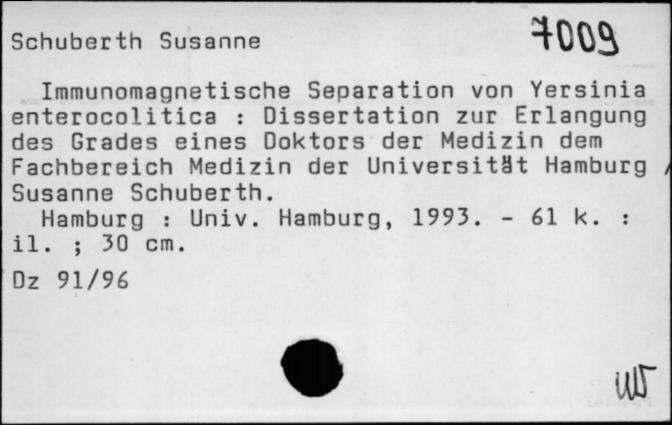 Schuberth Susanne
7009
Immunomagnetische Separation von Yersinia
enterocolitica : Dissertation zur Erlangung
des Grades eines Doktors der Medizin dem
Fachbereich Medizin der Universität Hamburg /
Susanne Schuberth.
Hamburg : Univ. Hamburg, 1993. - 61 k. :
il. ; 30 cm.
Dz 91/96